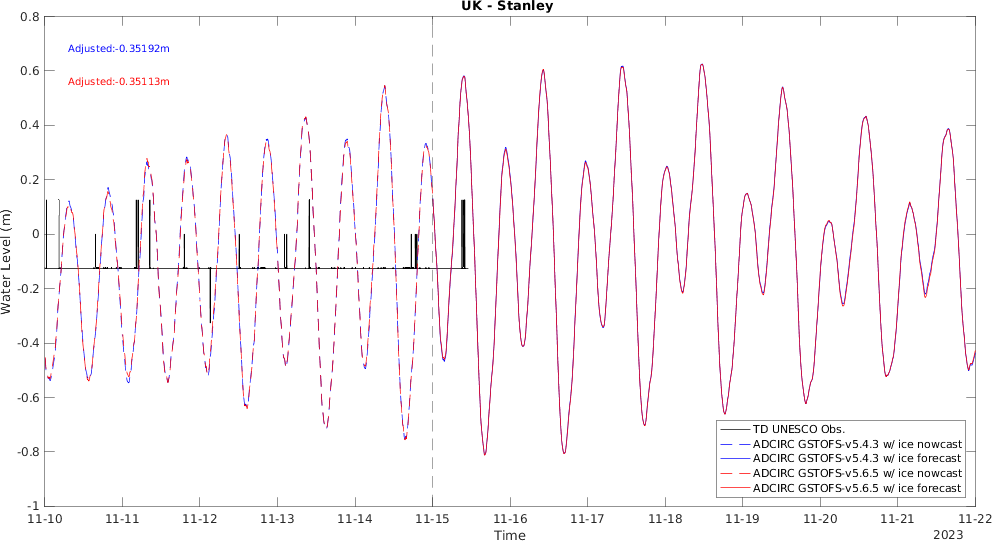 UK - Stanley
0.8
0.6
0.4
0.2
0
-0.2
-0.4
-0.6
-0.8
-1
Water Level (m)
Adjusted:-0.35192m
Adjusted:-0.35113m
TD UNESCO Obs.
ADCIRC GSTOFS-v5.4.3 w/ ice nowcast
ADCIRC GSTOFS-v5.4.3 w/ ice forecast
ADCIRC GSTOFS-v5.6.5 w/ ice nowcast
ADCIRC GSTOFS-v5.6.5 w/ ice forecast
11-10 11-11 11-12 11-13 11-14 11-15 11-16 11-17 11-18 11-19 11-20 11-21 11-22
Time
2023